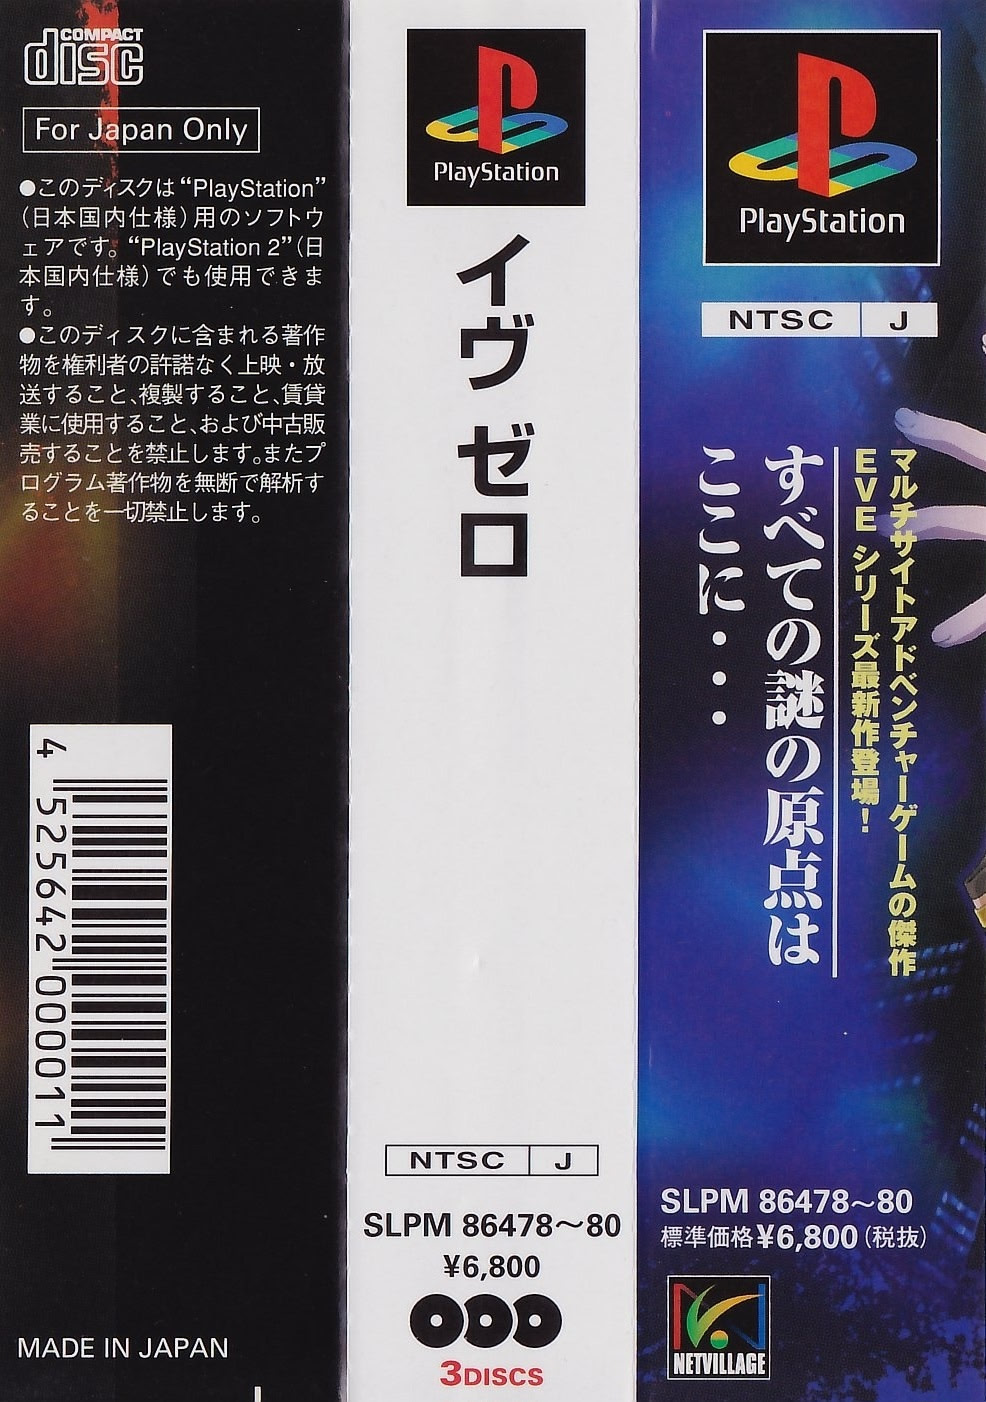 COMPACT
disc
For Japan Only
●このディスクは“PlayStation”
(日本国内仕様)用のソフトウ
ェアです。“PlayStation 2”(日
本国内仕様)でも使用できま
す。
●このディスクに含まれる著作
物を権利者の許諾なく上映・放
送すること、複製すること、賃貸
業に使用すること、および中古販
売することを禁止します。またプ
ログラム著作物を無断で解析す
ることを一切禁止します。
4 525642 000011
MADE IN JAPAN
PlayStation
イヴ ゼロ
NTSC J
SLPM 86478〜80
¥6,800
3DISCS
PlayStation
NTSC J
マルチサイトアドベンチャーゲームの傑作
EVE シリーズ最新作登場!
すべての謎の原点は
ここに・・・
SLPM 86478〜80
標準価格¥6,800(税抜)
NETVILLAGE